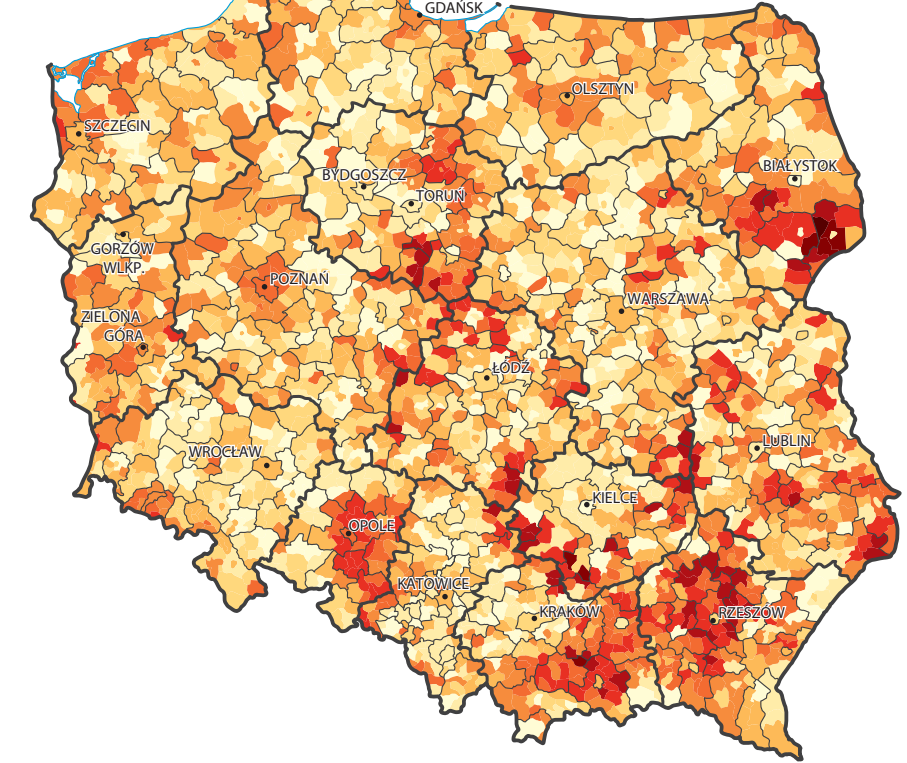 GDAŃSK
OLSZTYN
SZCZECIN
BIAŁYSTOK
BYDGOSZCZ
TORUŃ
GORZÓW
WLKP.
POZNAŃ
WARSZAWA
ZIELONA
GÓRA
ŁÓDŹ
LUBLIN
WROCŁAW
KIELCE
OPOLE
KATOWICE
KRAKÓW
RZESZÓW